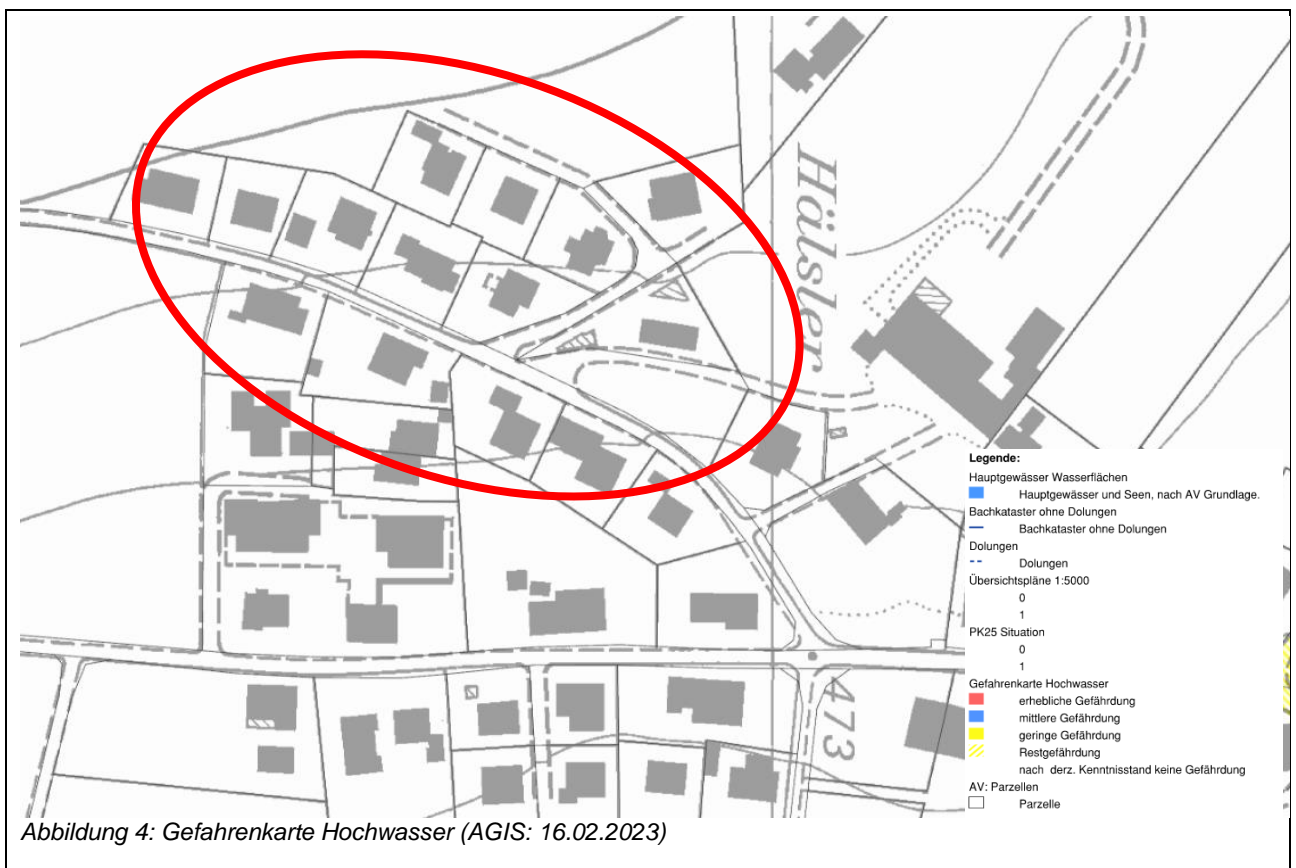 Hälsler
473
Legende:
Hauptgewässer Wasserflächen
Hauptgewässer und Seen, nach AV Grundlage.
Bachkataster ohne Dolungen
Bachkataster ohne Dolungen
Dolungen
Dolungen
Übersichtspläne 1:5000
0
1
PK25 Situation
0
1
Gefahrenkarte Hochwasser
erhebliche Gefährdung
mittlere Gefährdung
geringe Gefährdung
Restgefährdung
nach derz. Kenntnisstand keine Gefährdung
AV: Parzellen
Parzelle
Abbildung 4: Gefahrenkarte Hochwasser (AGIS: 16.02.2023)